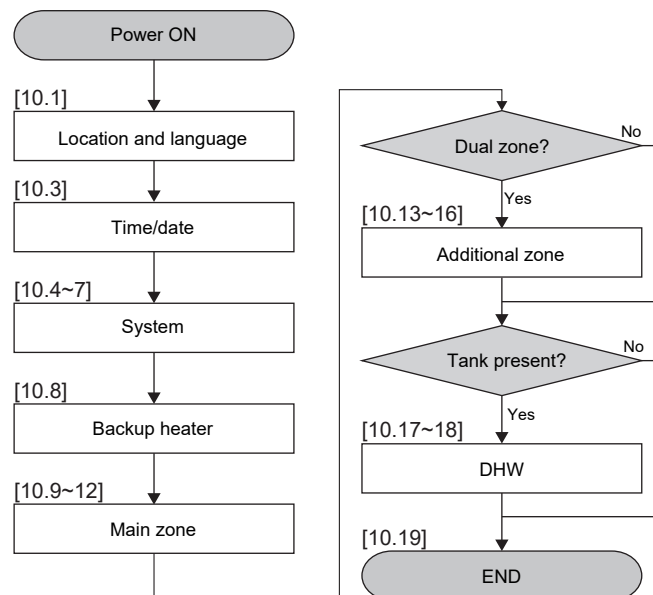 Power ON
[10.1]
Location and language
[10.3]
Time/date
[10.4~7]
System
[10.8]
Backup heater
[10.9~12]
Main zone
Dual zone?
No
Yes
[10.13~16]
Additional zone
Tank present?
No
Yes
[10.17~18]
DHW
[10.19]
END